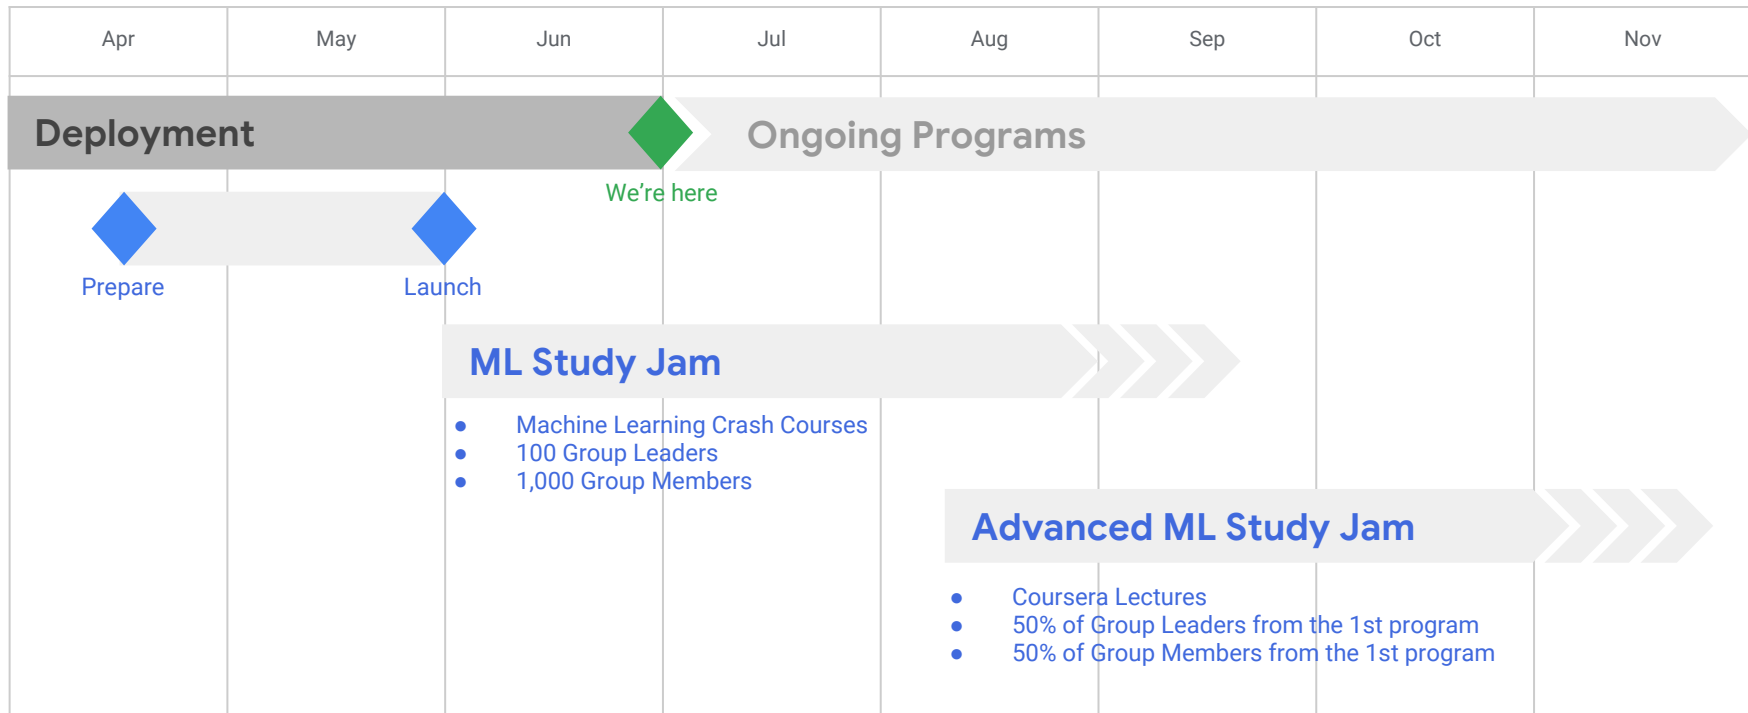 Apr May Jun Jul Aug Sep Oct Nov
Deployment
Ongoing Programs
We're here
Prepare
Launch
ML Study Jam
● Machine Learning Crash Courses
● 100 Group Leaders
● 1,000 Group Members
Advanced ML Study Jam
● Coursera Lectures
● 50% of Group Leaders from the 1st program
● 50% of Group Members from the 1st program